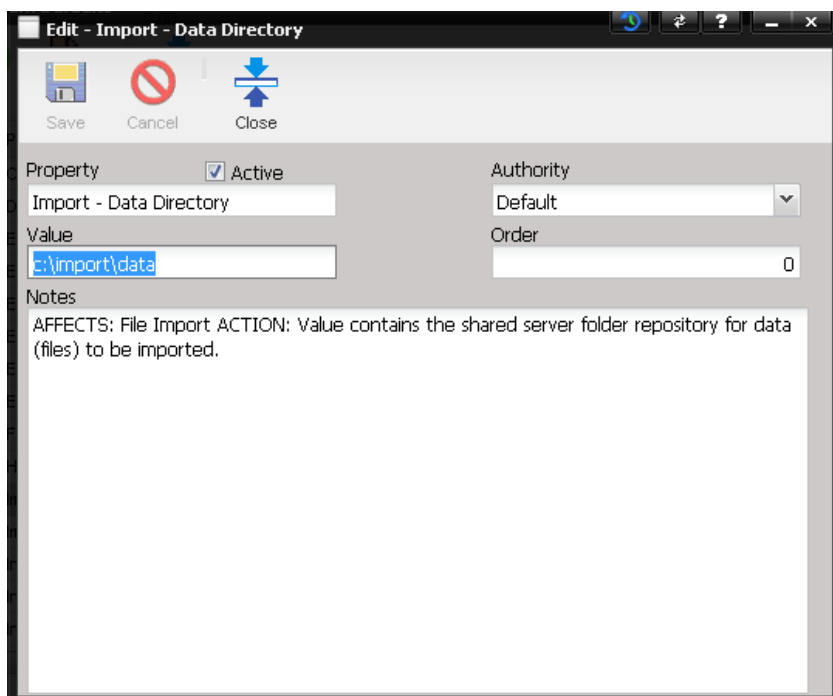 Edit - Import - Data Directory
?
Save Cancel Close
Property Active Authority
Import - Data Directory Default
Value Order
c:\import\data 0
Notes
AFFECTS: File Import ACTION: Value contains the shared server folder repository for data
(files) to be imported.